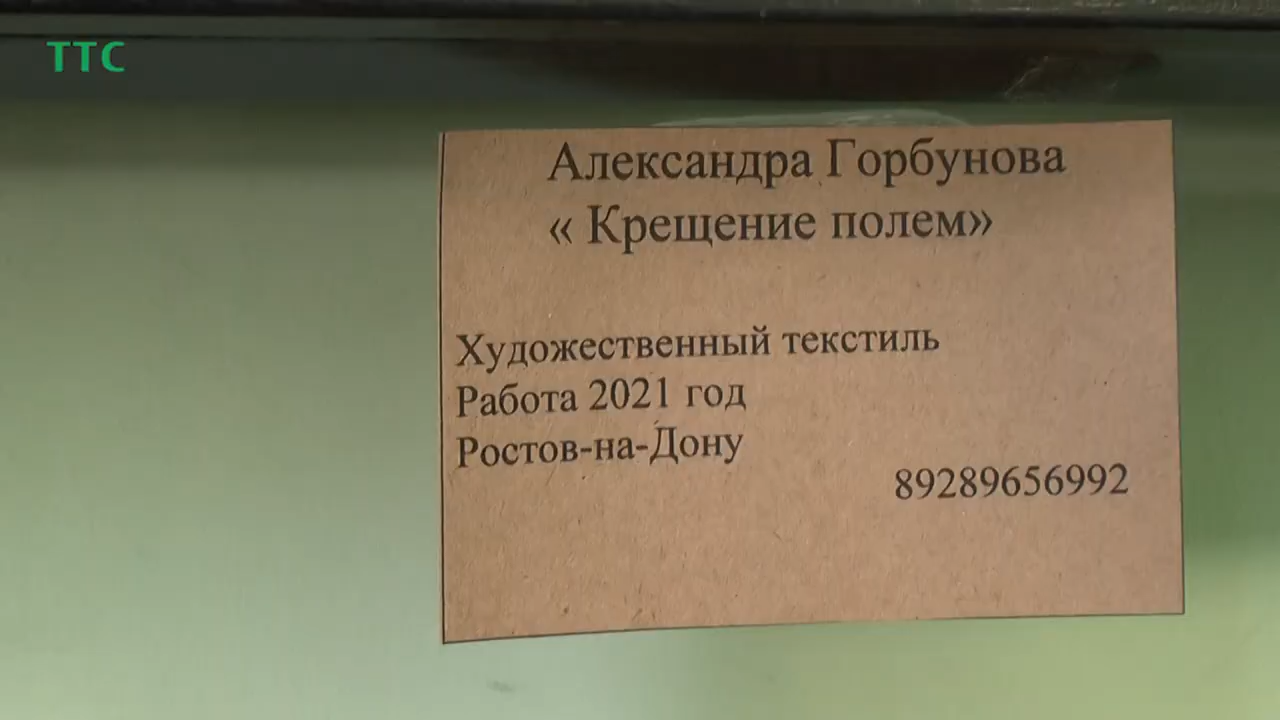 ТТС
Александра Горбунова
« Крещение полем»
Художественный текстиль
Работа 2021 год
Ростов-на-Дону
89289656992